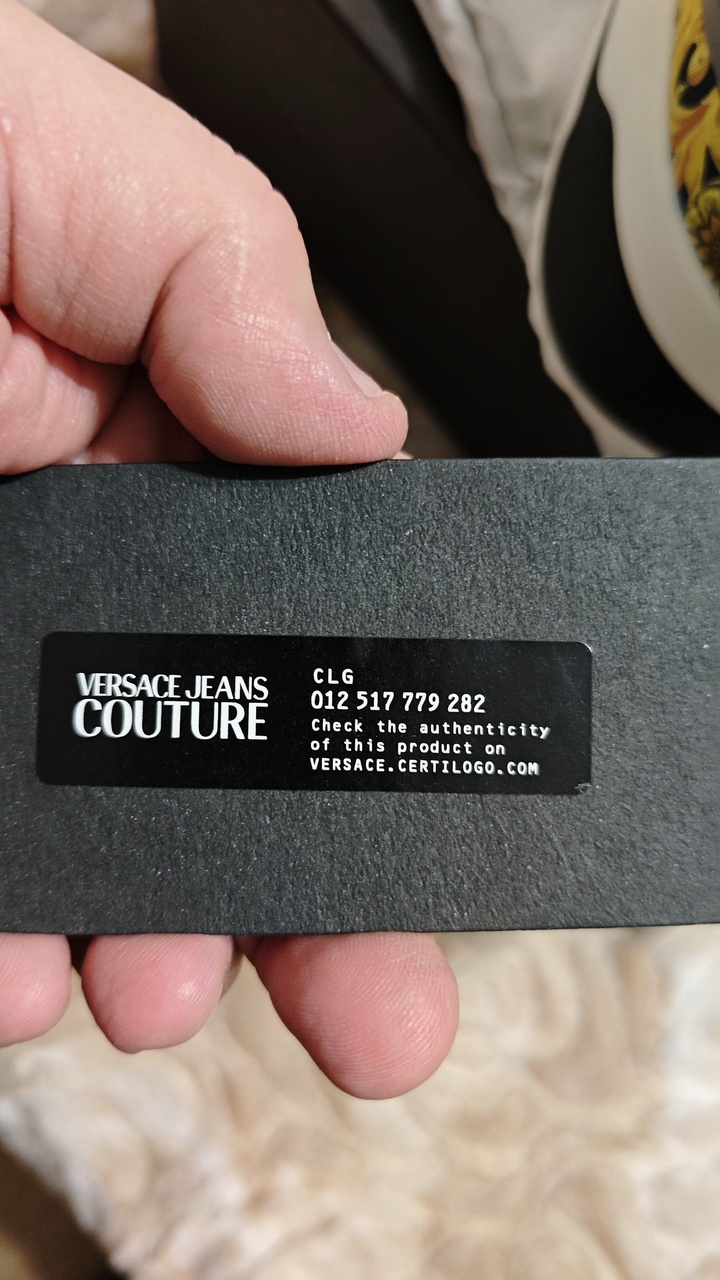 VERSACE JEANS
COUTURE
CLG
012 517 779 282
Check the authenticity
of this product on
VERSACE.CERTILOGO.COM